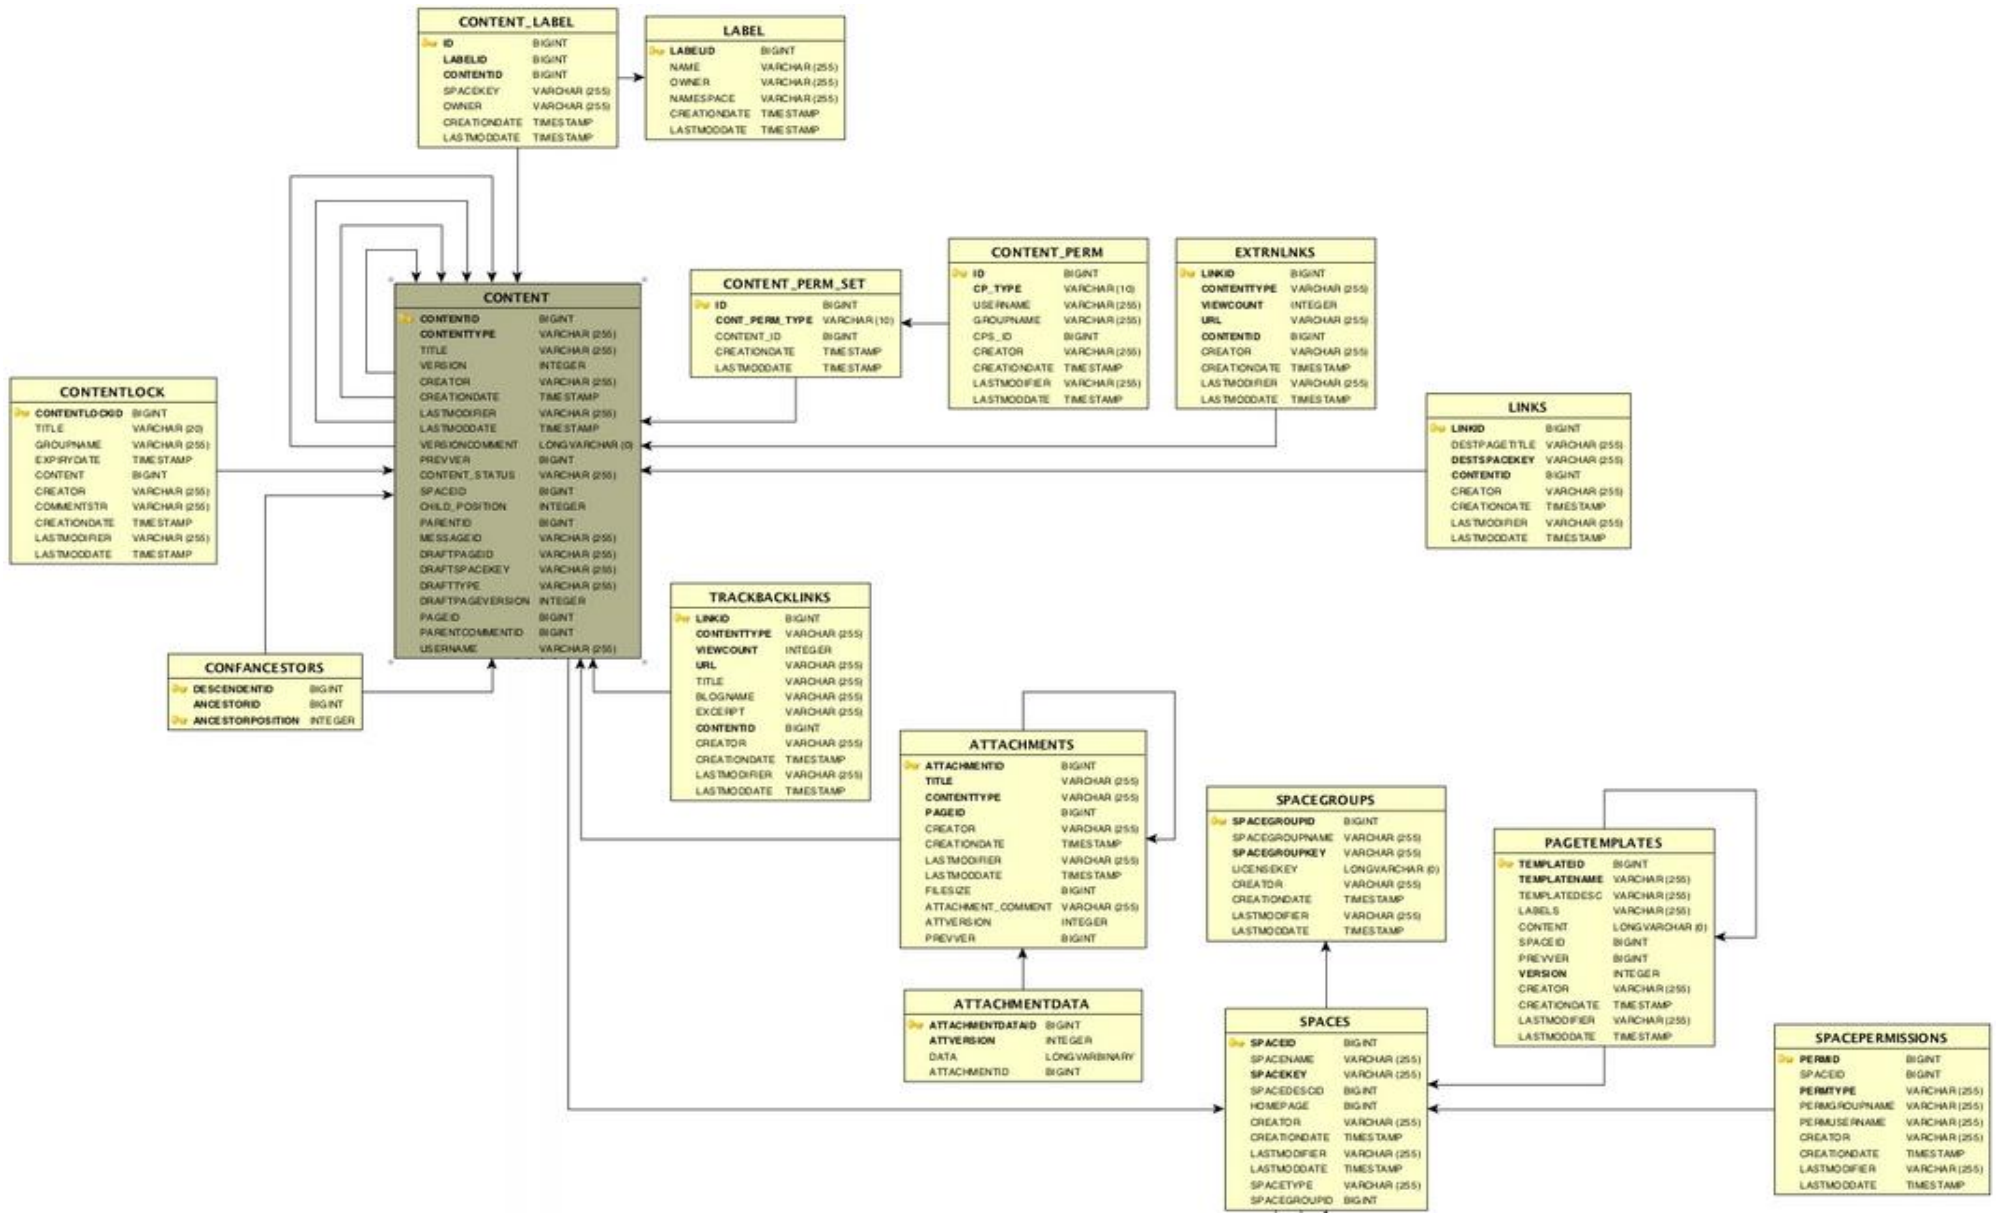 CONTENT_LABEL
ID BIGINT
LABELID BIGINT
CONTENTID BIGINT
SPACEKEY VARCHAR (255)
OWNER VARCHAR (255)
CREATIONDATE TIMESTAMP
LASTMODDATE TIMESTAMP
LABEL
LABELID BIGINT
NAME VARCHAR (255)
OWNER VARCHAR (255)
NAMESPACE VARCHAR (255)
CREATIONDATE TIMESTAMP
LASTMODDATE TIMESTAMP
CONTENT
CONTENTID BIGINT
CONTENTTYPE VARCHAR (255)
TITLE VARCHAR (255)
VERSION INTEGER
CREATOR VARCHAR (255)
CREATIONDATE TIMESTAMP
LASTMODIFIER VARCHAR (255)
LASTMODDATE TIMESTAMP
VERSIONCOMMENT LONGVARCHAR (0)
PREVVER BIGINT
CONTENT_STATUS VARCHAR (255)
SPACEID BIGINT
CHILD_POSITION INTEGER
PARENTID BIGINT
MESSAGEID VARCHAR (255)
DRAFTPAGEID VARCHAR (255)
DRAFTSPACEKEY VARCHAR (255)
DRAFTTYPE VARCHAR (255)
DRAFTPAGEVERSION INTEGER
PAGEID BIGINT
PARENTCOMMENTID BIGINT
USERNAME VARCHAR (255)
CONTENT_PERM_SET
ID BIGINT
CONT_PERM_TYPE VARCHAR (10)
CONTENT_ID BIGINT
CREATIONDATE TIMESTAMP
LASTMODDATE TIMESTAMP
CONTENT_PERM
ID BIGINT
CP_TYPE VARCHAR (10)
USERNAME VARCHAR (255)
GROUPNAME VARCHAR (255)
CPS_ID BIGINT
CREATOR VARCHAR (255)
CREATIONDATE TIMESTAMP
LASTMODIFIER VARCHAR (255)
LASTMODDATE TIMESTAMP
EXTRNLNKS
LINKID BIGINT
CONTENTTYPE VARCHAR (255)
VIEWCOUNT INTEGER
URL VARCHAR (255)
CONTENTID BIGINT
CREATOR VARCHAR (255)
CREATIONDATE TIMESTAMP
LASTMODIFIER VARCHAR (255)
LASTMODDATE TIMESTAMP
LINKS
LINKID BIGINT
DESTPAGETITLE VARCHAR (255)
DESTSPACEKEY VARCHAR (255)
CONTENTID BIGINT
CREATOR VARCHAR (255)
CREATIONDATE TIMESTAMP
LASTMODIFIER VARCHAR (255)
LASTMODDATE TIMESTAMP
CONTENTLOCK
CONTENTLOCKID BIGINT
TITLE VARCHAR (20)
GROUPNAME VARCHAR (255)
EXPIRYDATE TIMESTAMP
CONTENT BIGINT
CREATOR VARCHAR (255)
COMMENTSTR VARCHAR (255)
CREATIONDATE TIMESTAMP
LASTMODIFIER VARCHAR (255)
LASTMODDATE TIMESTAMP
CONFANCESTORS
DESCENDENTID BIGINT
ANCESTORID BIGINT
ANCESTORPOSITION INTEGER
TRACKBACKLINKS
LINKID BIGINT
CONTENTTYPE VARCHAR (255)
VIEWCOUNT INTEGER
URL VARCHAR (255)
TITLE VARCHAR (255)
BLOGNAME VARCHAR (255)
EXCERPT VARCHAR (255)
CONTENTID BIGINT
CREATOR VARCHAR (255)
CREATIONDATE TIMESTAMP
LASTMODIFIER VARCHAR (255)
LASTMODDATE TIMESTAMP
ATTACHMENTS
ATTACHMENTID BIGINT
TITLE VARCHAR (255)
CONTENTTYPE VARCHAR (255)
PAGEID BIGINT
CREATOR VARCHAR (255)
CREATIONDATE TIMESTAMP
LASTMODIFIER VARCHAR (255)
LASTMODDATE TIMESTAMP
FILESIZE BIGINT
ATTACHMENT_COMMENT VARCHAR (255)
ATTVERSION INTEGER
PREVVER BIGINT
ATTACHMENTDATA
ATTACHMENTDATAID BIGINT
ATTVERSION INTEGER
DATA LONGVARBINARY
ATTACHMENTID BIGINT
SPACEGROUPS
SPACEGROUPID BIGINT
SPACEGROUPNAME VARCHAR (255)
SPACEGROUPKEY VARCHAR (255)
LICENSEKEY LONGVARCHAR (0)
CREATOR VARCHAR (255)
CREATIONDATE TIMESTAMP
LASTMODIFIER VARCHAR (255)
LASTMODDATE TIMESTAMP
PAGETEMPLATES
TEMPLATEID BIGINT
TEMPLATENAME VARCHAR (255)
TEMPLATEDESC VARCHAR (255)
LABELS VARCHAR (255)
CONTENT LONGVARCHAR (0)
SPACEID BIGINT
PREVVER BIGINT
VERSION INTEGER
CREATOR VARCHAR (255)
CREATIONDATE TIMESTAMP
LASTMODIFIER VARCHAR (255)
LASTMODDATE TIMESTAMP
SPACES
SPACEID BIGINT
SPACENAME VARCHAR (255)
SPACEKEY VARCHAR (255)
SPACEDESCID BIGINT
HOMEPAGE BIGINT
CREATOR VARCHAR (255)
CREATIONDATE TIMESTAMP
LASTMODIFIER VARCHAR (255)
LASTMODDATE TIMESTAMP
SPACETYPE VARCHAR (255)
SPACEGROUPID BIGINT
SPACEPERMISSIONS
PERMID BIGINT
SPACEID BIGINT
PERMTYPE VARCHAR (255)
PERMGROUPNAME VARCHAR (255)
PERMUSERNAME VARCHAR (255)
CREATOR VARCHAR (255)
CREATIONDATE TIMESTAMP
LASTMODIFIER VARCHAR (255)
LASTMODDATE TIMESTAMP